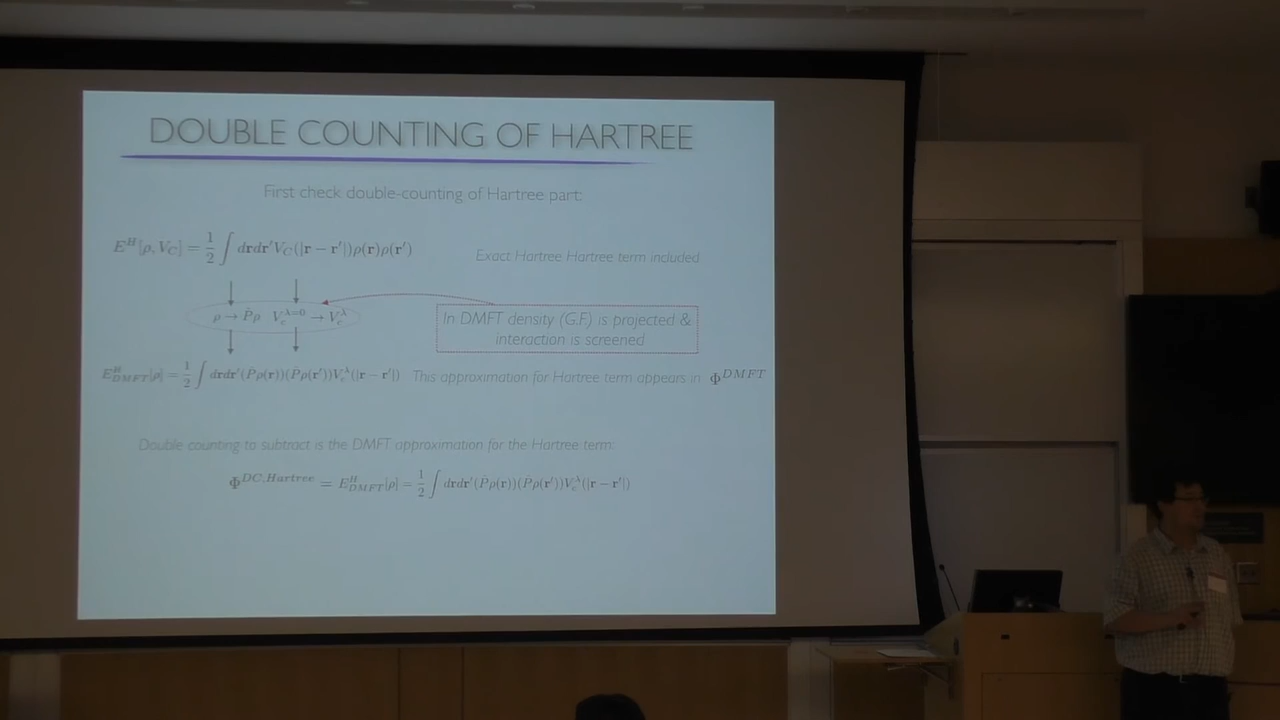 DOUBLE COUNTING OF HARTREE
First check double-counting of Hartree part:
E^H[ρ, V_C] = 1/2 ∫ drdr′V_C(|r − r′|)ρ(r)ρ(r′)
Exact Hartree Hartree term included
ρ → P̂ρ V_c^{λ=0} → V_c^λ
In DMFT density (G.F.) is projected &
interaction is screened
E^H_{DMFT}[ρ] = 1/2 ∫ drdr′(P̂ρ(r))(P̂ρ(r′))V_c^λ(|r − r′|) This approximation for Hartree term appears in Φ^{DMFT}
Double counting to subtract is the DMFT approximation for the Hartree term:
Φ^{DC,Hartree} = E^H_{DMFT}[ρ] = 1/2 ∫ drdr′(P̂ρ(r))(P̂ρ(r′))V_c^λ(|r − r′|)